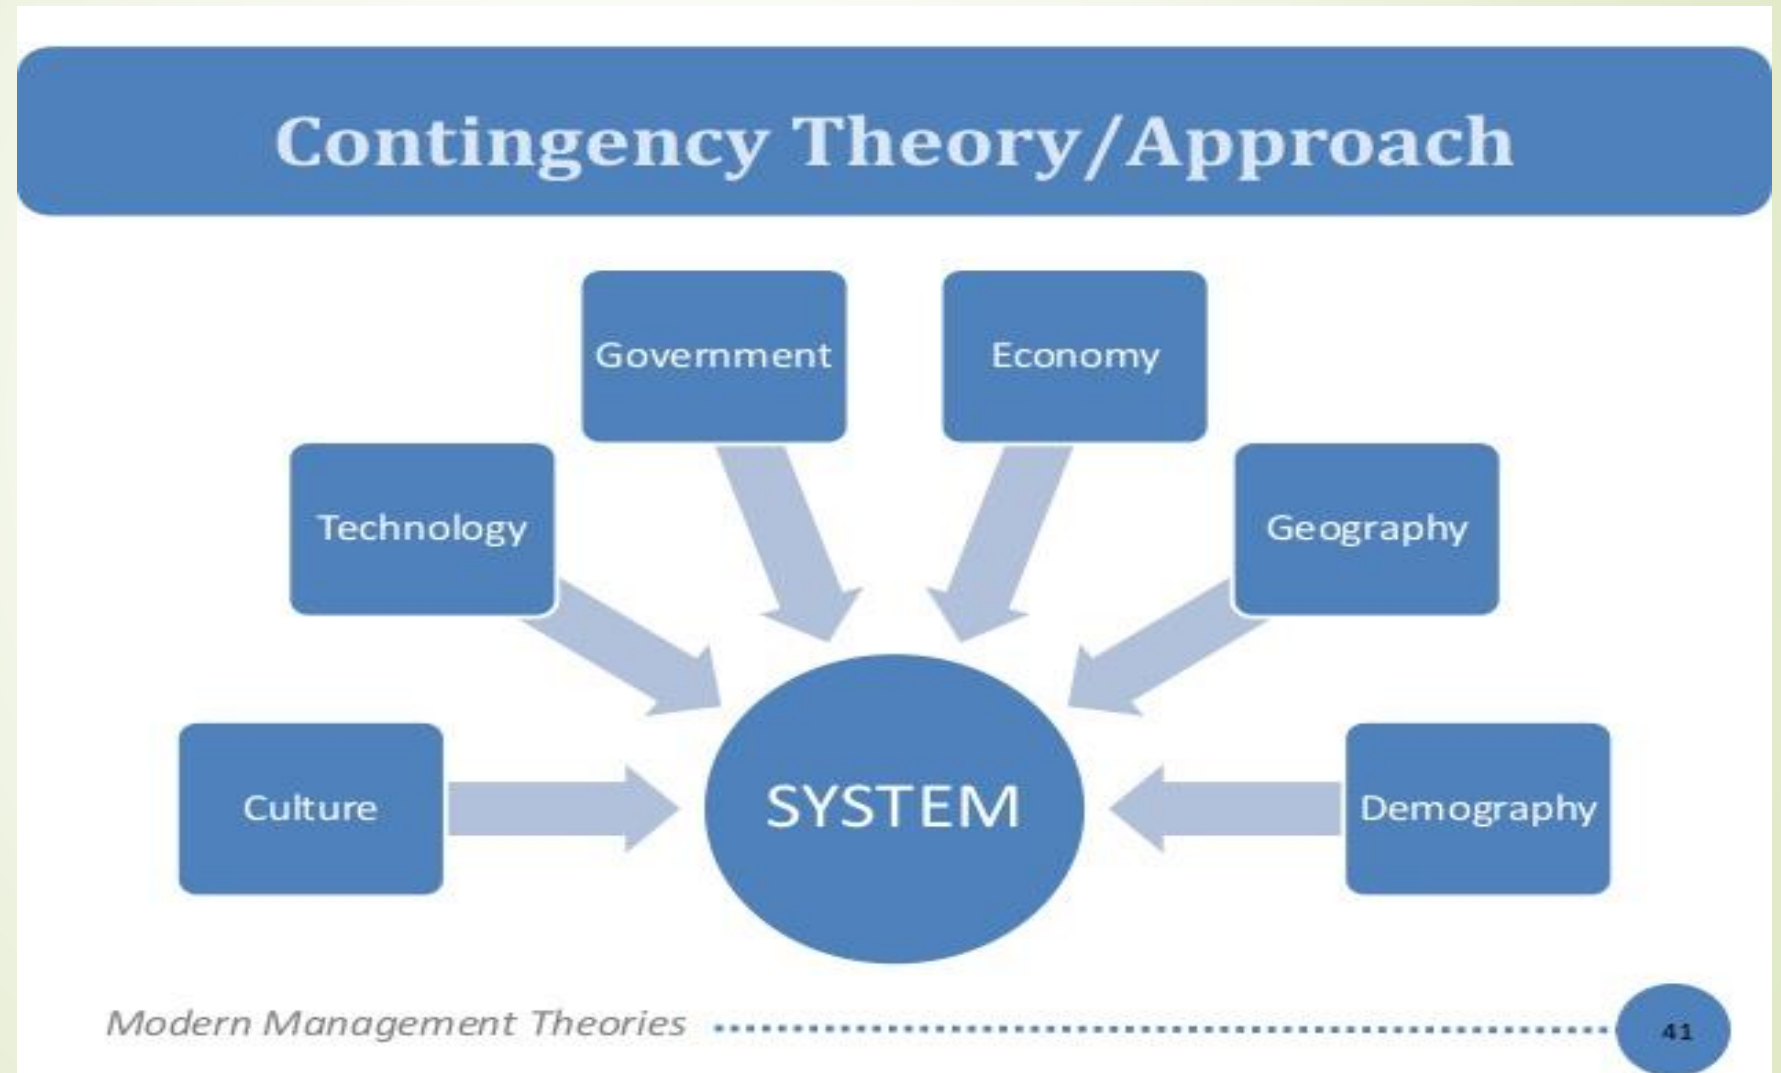 Contingency Theory/Approach
Government
Economy
Technology
Geography
Culture
SYSTEM
Demography
Modern Management Theories
41